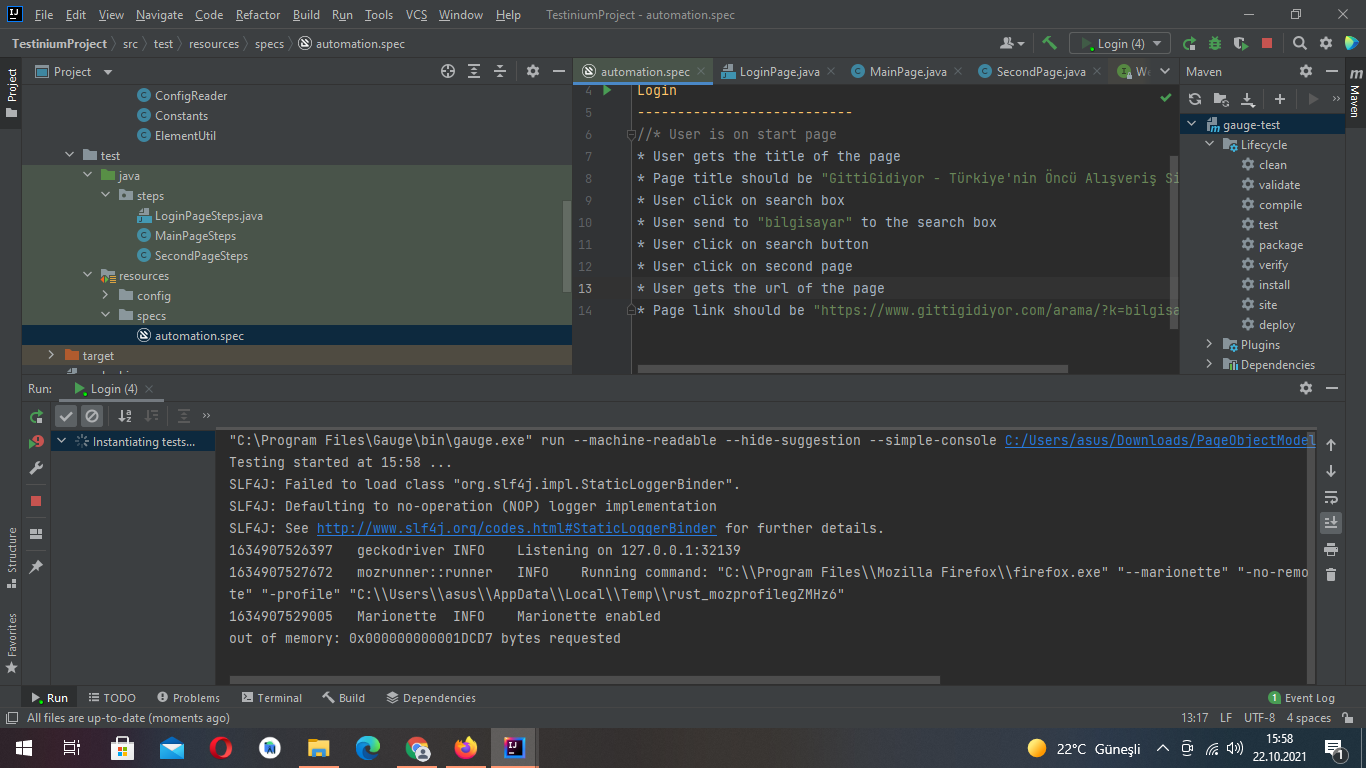 File Edit View Navigate Code Refactor Build Run Tools VCS Window Help TestiniumProject - automation.spec
TestiniumProject src test resources specs automation.spec
Login (4)
Project
Project
ConfigReader
Constants
ElementUtil
test
java
steps
LoginPageSteps.java
MainPageSteps
SecondPageSteps
resources
config
specs
automation.spec
target
automation.spec LoginPage.java MainPage.java SecondPage.java
4 Login
5 ---------------------------
6 //* User is on start page
7 * User gets the title of the page
8 * Page title should be "GittiGidiyor - Türkiye'nin Öncü Alışveriş Si
9 * User click on search box
10 * User send to "bilgisayar" to the search box
11 * User click on search button
12 * User click on second page
13 * User gets the url of the page
14 * Page link should be "https://www.gittigidiyor.com/arama/?k=bilgisa
Maven
Maven
gauge-test
Lifecycle
clean
validate
compile
test
package
verify
install
site
deploy
Plugins
Dependencies
Run: Login (4)
Instantiating tests...
"C:\Program Files\Gauge\bin\gauge.exe" run --machine-readable --hide-suggestion --simple-console C:/Users/asus/Downloads/PageObjectModel
Testing started at 15:58 ...
SLF4J: Failed to load class "org.slf4j.impl.StaticLoggerBinder".
SLF4J: Defaulting to no-operation (NOP) logger implementation
SLF4J: See http://www.slf4j.org/codes.html#StaticLoggerBinder for further details.
1634907526397 geckodriver INFO Listening on 127.0.0.1:32139
1634907527672 mozrunner::runner INFO Running command: "C:\\Program Files\\Mozilla Firefox\\firefox.exe" "--marionette" "-no-remo
te" "-profile" "C:\\Users\\asus\\AppData\\Local\\Temp\\rust_mozprofilegZMHz6"
1634907529005 Marionette INFO Marionette enabled
out of memory: 0x000000000001DCD7 bytes requested
Structure
Favorites
Run TODO Problems Terminal Build Dependencies 1 Event Log
All files are up-to-date (moments ago) 13:17 LF UTF-8 4 spaces
22°C Güneşli
15:58
22.10.2021
1